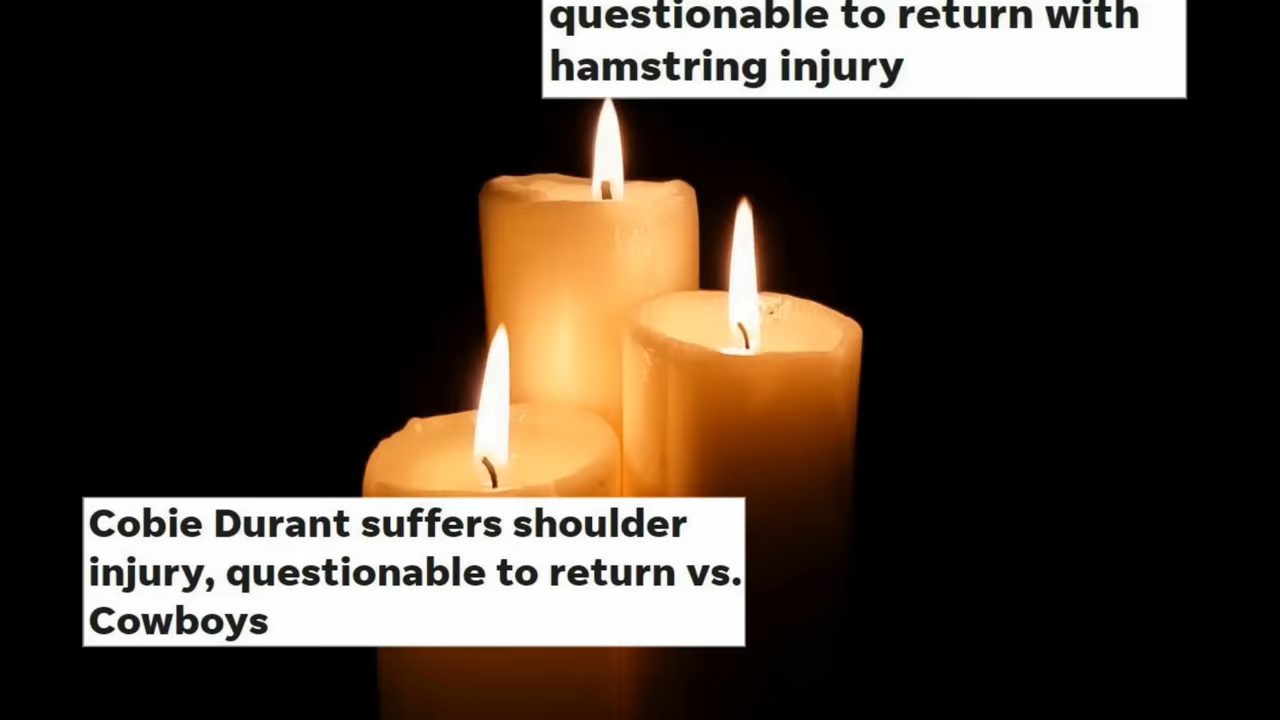 questionable to return with
hamstring injury
Cobie Durant suffers shoulder
injury, questionable to return vs.
Cowboys